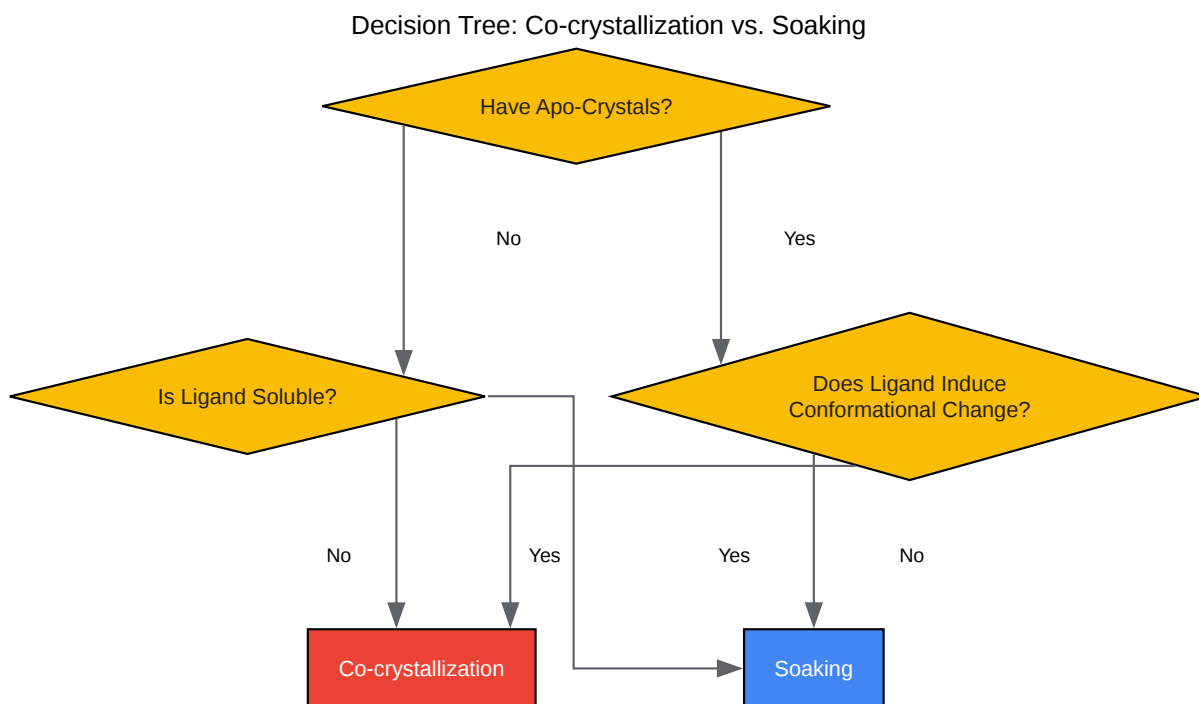 Decision Tree: Co-crystallization vs. Soaking
Have Apo-Crystals?
No
Yes
Is Ligand Soluble?
Does Ligand Induce
Conformational Change?
No
Yes
Yes
No
Co-crystallization
Soaking